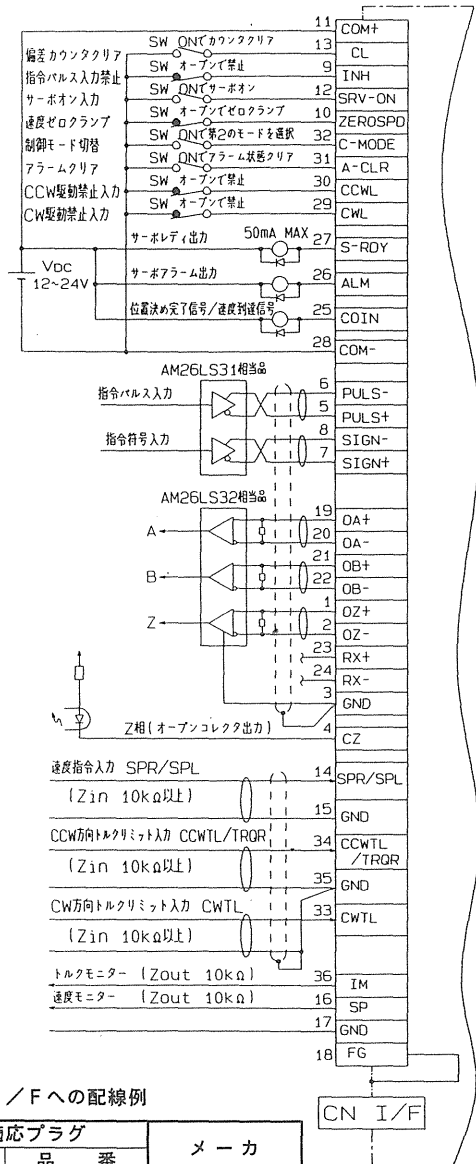 11 COM+
偏差カウンタクリア SW ONでカウンタクリア 13 CL
指令パルス入力禁止 SW オープンで禁止 9 INH
サーボオン入力 SW ONでサーボオン 12 SRV-ON
速度ゼロクランプ SW オープンでゼロクランプ 10 ZEROSPD
制御モード切替 SW ONで第2のモードを選択 32 C-MODE
アラームクリア SW ONでアラーム状態クリア 31 A-CLR
CCW駆動禁止入力 SW オープンで禁止 30 CCWL
CW駆動禁止入力 SW オープンで禁止 29 CWL
サーボレディ出力 50mA MAX 27 S-RDY
VDC
12~24V
サーボアラーム出力 26 ALM
位置決め完了信号/速度到達信号 25 COIN
28 COM-
AM26LS31相当品
指令パルス入力 6 PULS-
5 PULS+
指令符号入力 8 SIGN-
7 SIGN+
AM26LS32相当品
A 19 OA+
20 OA-
B 21 OB+
22 OB-
Z 1 OZ+
2 OZ-
23 RX+
24 RX-
3 GND
Z相(オープンコレクタ出力) 4 CZ
速度指令入力 SPR/SPL 14 SPR/SPL
(Zin 10kΩ以上) 15 GND
CCW方向トルクリミット入力 CCWTL/TRQR 34 CCWTL
/TRQR
(Zin 10kΩ以上) 35 GND
CW方向トルクリミット入力 CWTL 33 CWTL
(Zin 10kΩ以上)
トルクモニター (Zout 10kΩ) 36 IM
速度モニター (Zout 10kΩ) 16 SP
17 GND
18 FG
/Fへの配線例
CN I/F
応プラグ メーカ
品 番